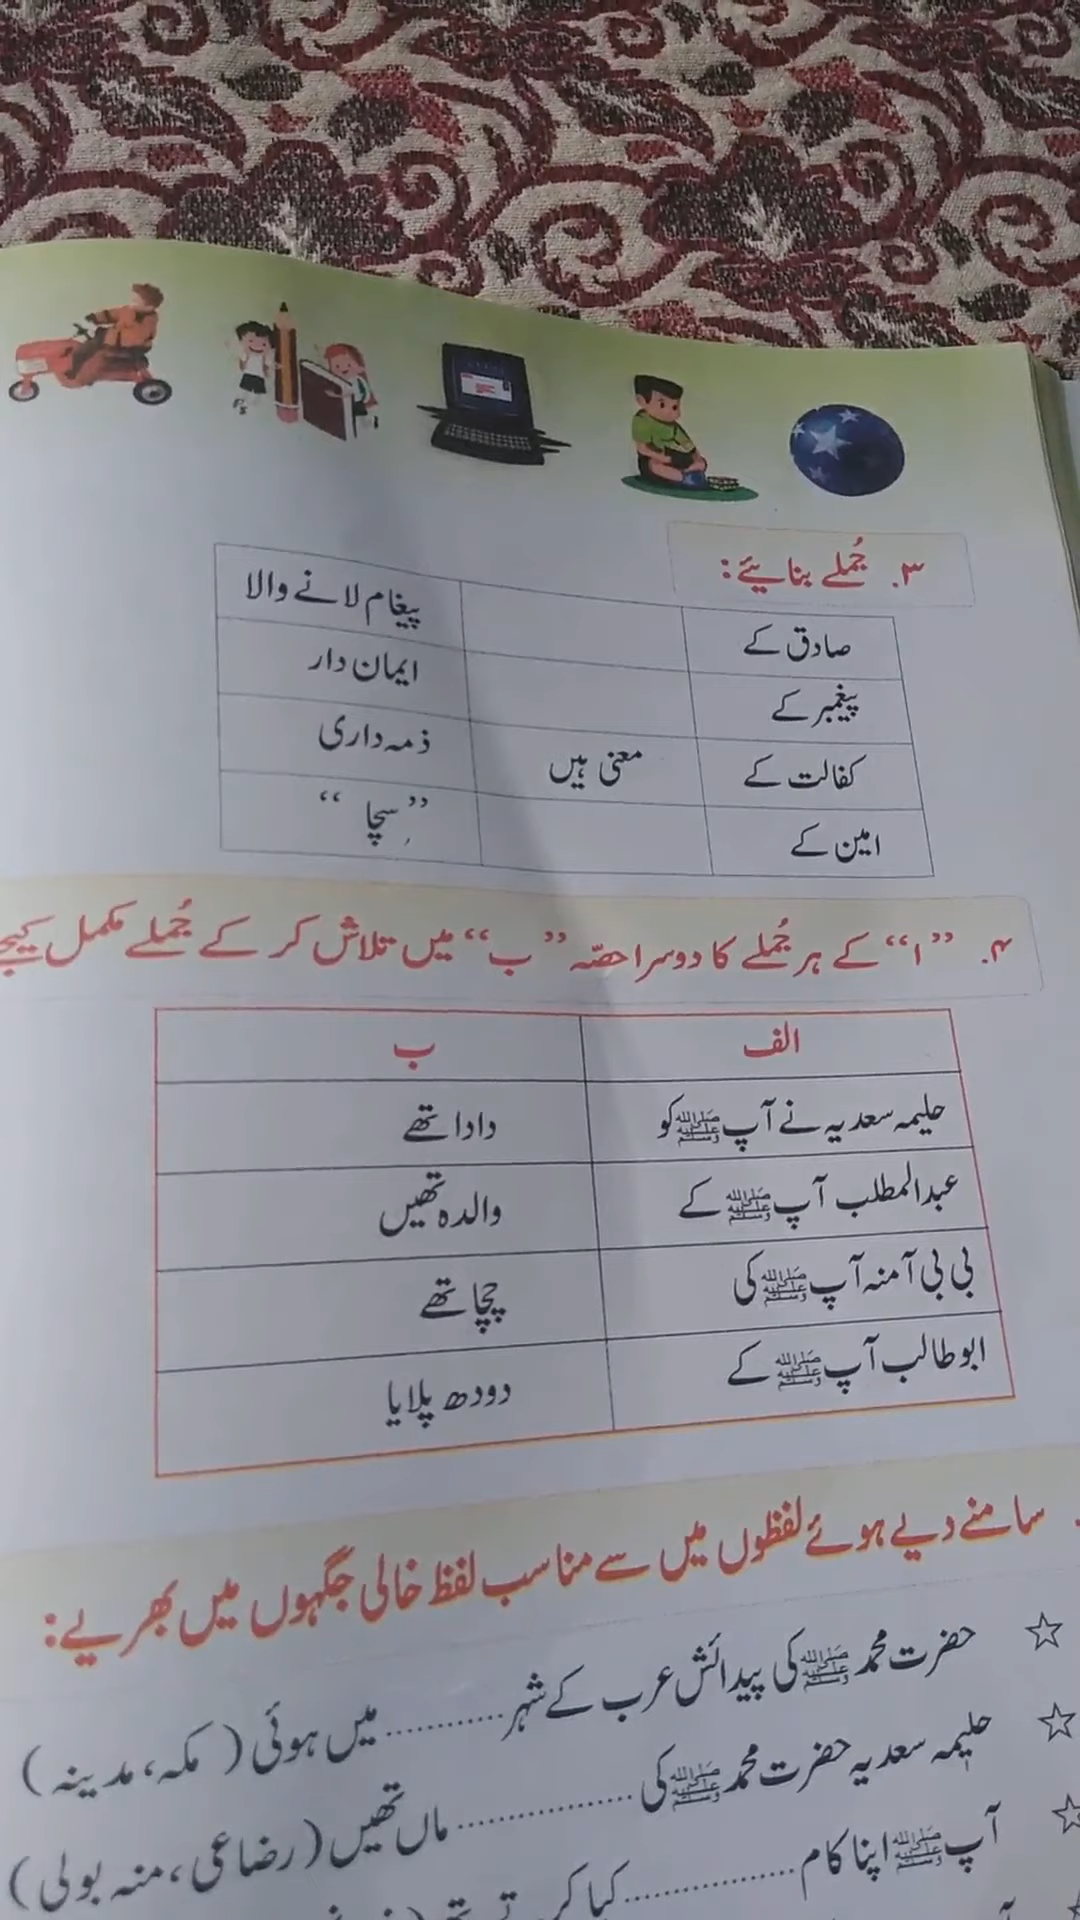 ۳. جُملے بنائیے:
صادق کے پیغام لانے والا
پیغمبر کے ایمان دار
کفالت کے معنی ہیں ذمہ داری
امین کے ”سچا“
۴. ”ا“ کے ہر جُملے کا دوسرا حصّہ ”ب“ میں تلاش کر کے جُملے مکمل کیجیے
الف ب
حلیمہ سعدیہ نے آپ ﷺ کو دادا تھے
عبدالمطلب آپ ﷺ کے والدہ تھیں
بی بی آمنہ آپ ﷺ کی چچا تھے
ابو طالب آپ ﷺ کے دودھ پلایا
سامنے دیے ہوئے لفظوں میں سے مناسب لفظ خالی جگہوں میں بھریے:
☆ حضرت محمد ﷺ کی پیدائش عرب کے شہر ........... میں ہوئی (مکہ، مدینہ)
☆ حلیمہ سعدیہ حضرت محمد ﷺ کی ................ ماں تھیں (رضاعی، منہ بولی)
☆ آپ ﷺ اپنا کام ................ کیا کرتے تھے